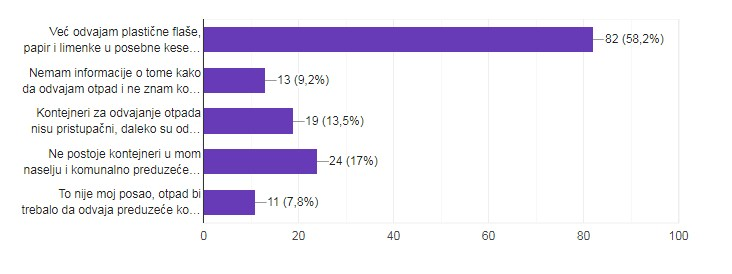 Već odvajam plastične flaše,
papir i limenke u posebne kese…
82 (58,2%)
Nemam informacije o tome kako
da odvajam otpad i ne znam ko…
13 (9,2%)
Kontejneri za odvajanje otpada
nisu pristupačni, daleko su od…
19 (13,5%)
Ne postoje kontejneri u mom
naselju i komunalno preduzeće…
24 (17%)
To nije moj posao, otpad bi
trebalo da odvaja preduzeće ko…
11 (7,8%)
0 20 40 60 80 100